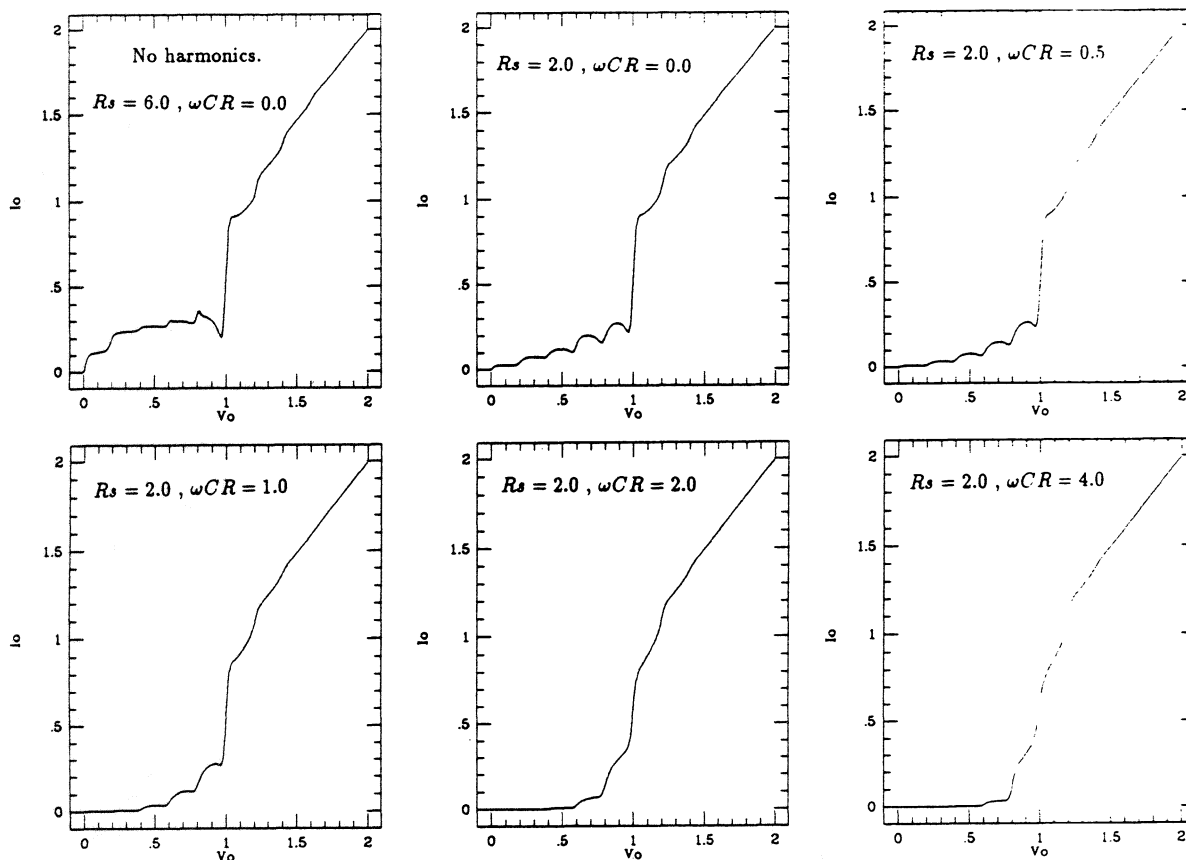 2
No harmonics.
Rs = 6.0 , ωCR = 0.0
1.5
Io
1
.5
0
0 .5 1 1.5 2
Vo
2
Rs = 2.0 , ωCR = 0.0
1.5
Io
1
.5
0
0 .5 1 1.5 2
Vo
2
Rs = 2.0 , ωCR = 0.5
1.5
Io
1
.5
0
0 .5 1 1.5 2
Vo
2
Rs = 2.0 , ωCR = 1.0
1.5
Io
1
.5
0
0 .5 1 1.5 2
Vo
2
Rs = 2.0 , ωCR = 2.0
1.5
Io
1
.5
0
0 .5 1 1.5 2
Vo
2
Rs = 2.0 , ωCR = 4.0
1.5
Io
1
.5
0
0 .5 1 1.5 2
Vo